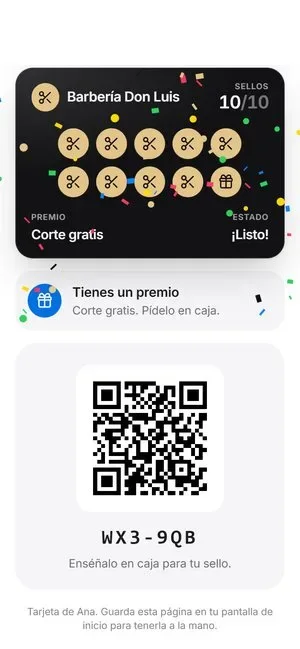 Barbería Don Luis
SELLOS
10/10
PREMIO
Corte gratis
ESTADO
¡Listo!
Tienes un premio
Corte gratis. Pídelo en caja.
WX3-9QB
Enséñalo en caja para tu sello.
Tarjeta de Ana. Guarda esta página en tu pantalla de
inicio para tenerla a la mano.